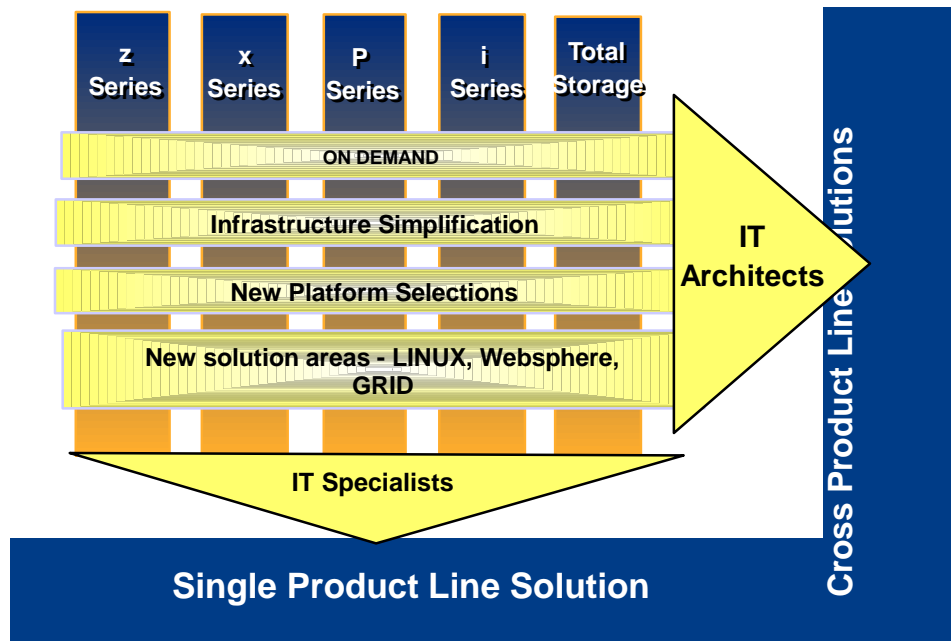 z
Series
x
Series
P
Series
i
Series
Total
Storage
ON DEMAND
Infrastructure Simplification
New Platform Selections
New solution areas - LINUX, Websphere,
GRID
IT
Architects
IT Specialists
Single Product Line Solution
Cross Product Line Solutions